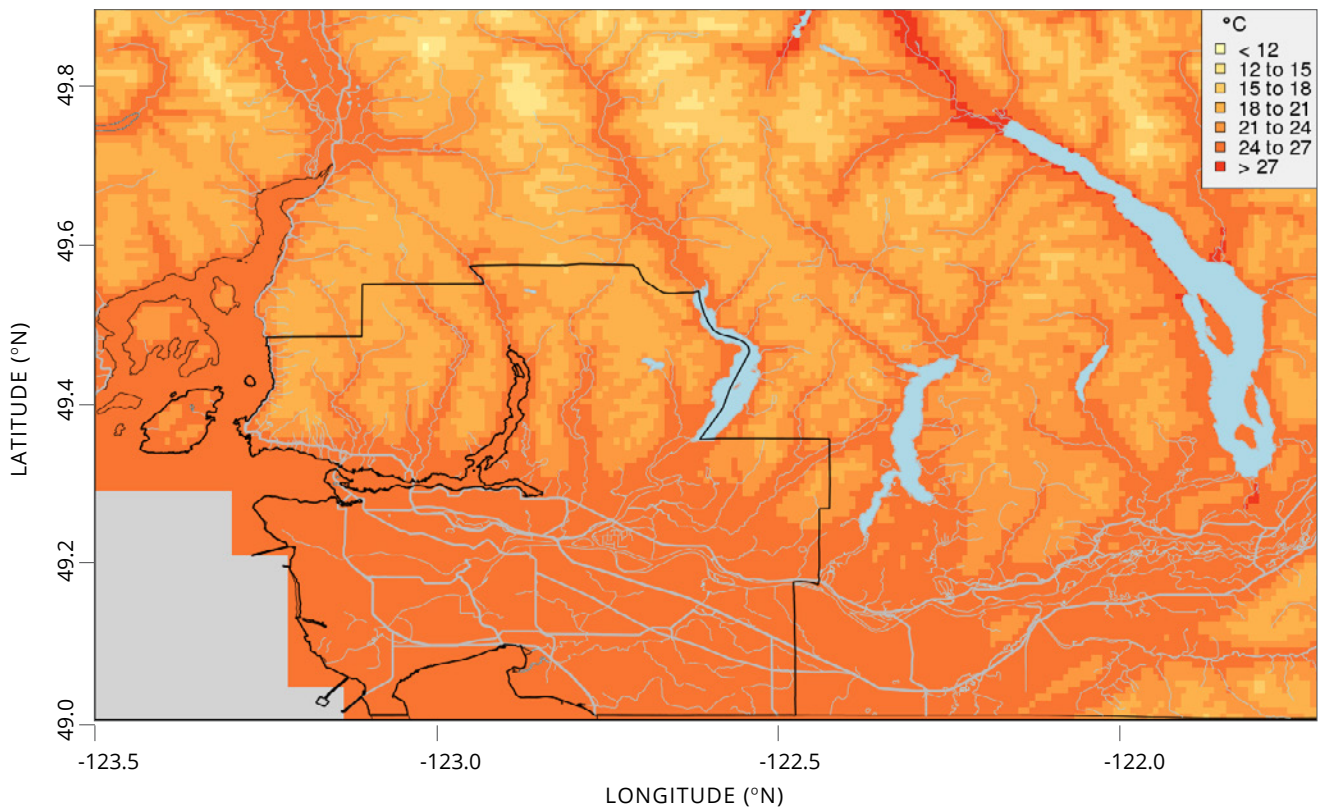 °C
< 12
12 to 15
15 to 18
18 to 21
21 to 24
24 to 27
> 27
LATITUDE (°N)
49.8
49.6
49.4
49.2
49.0
-123.5
-123.0
-122.5
-122.0
LONGITUDE (°N)